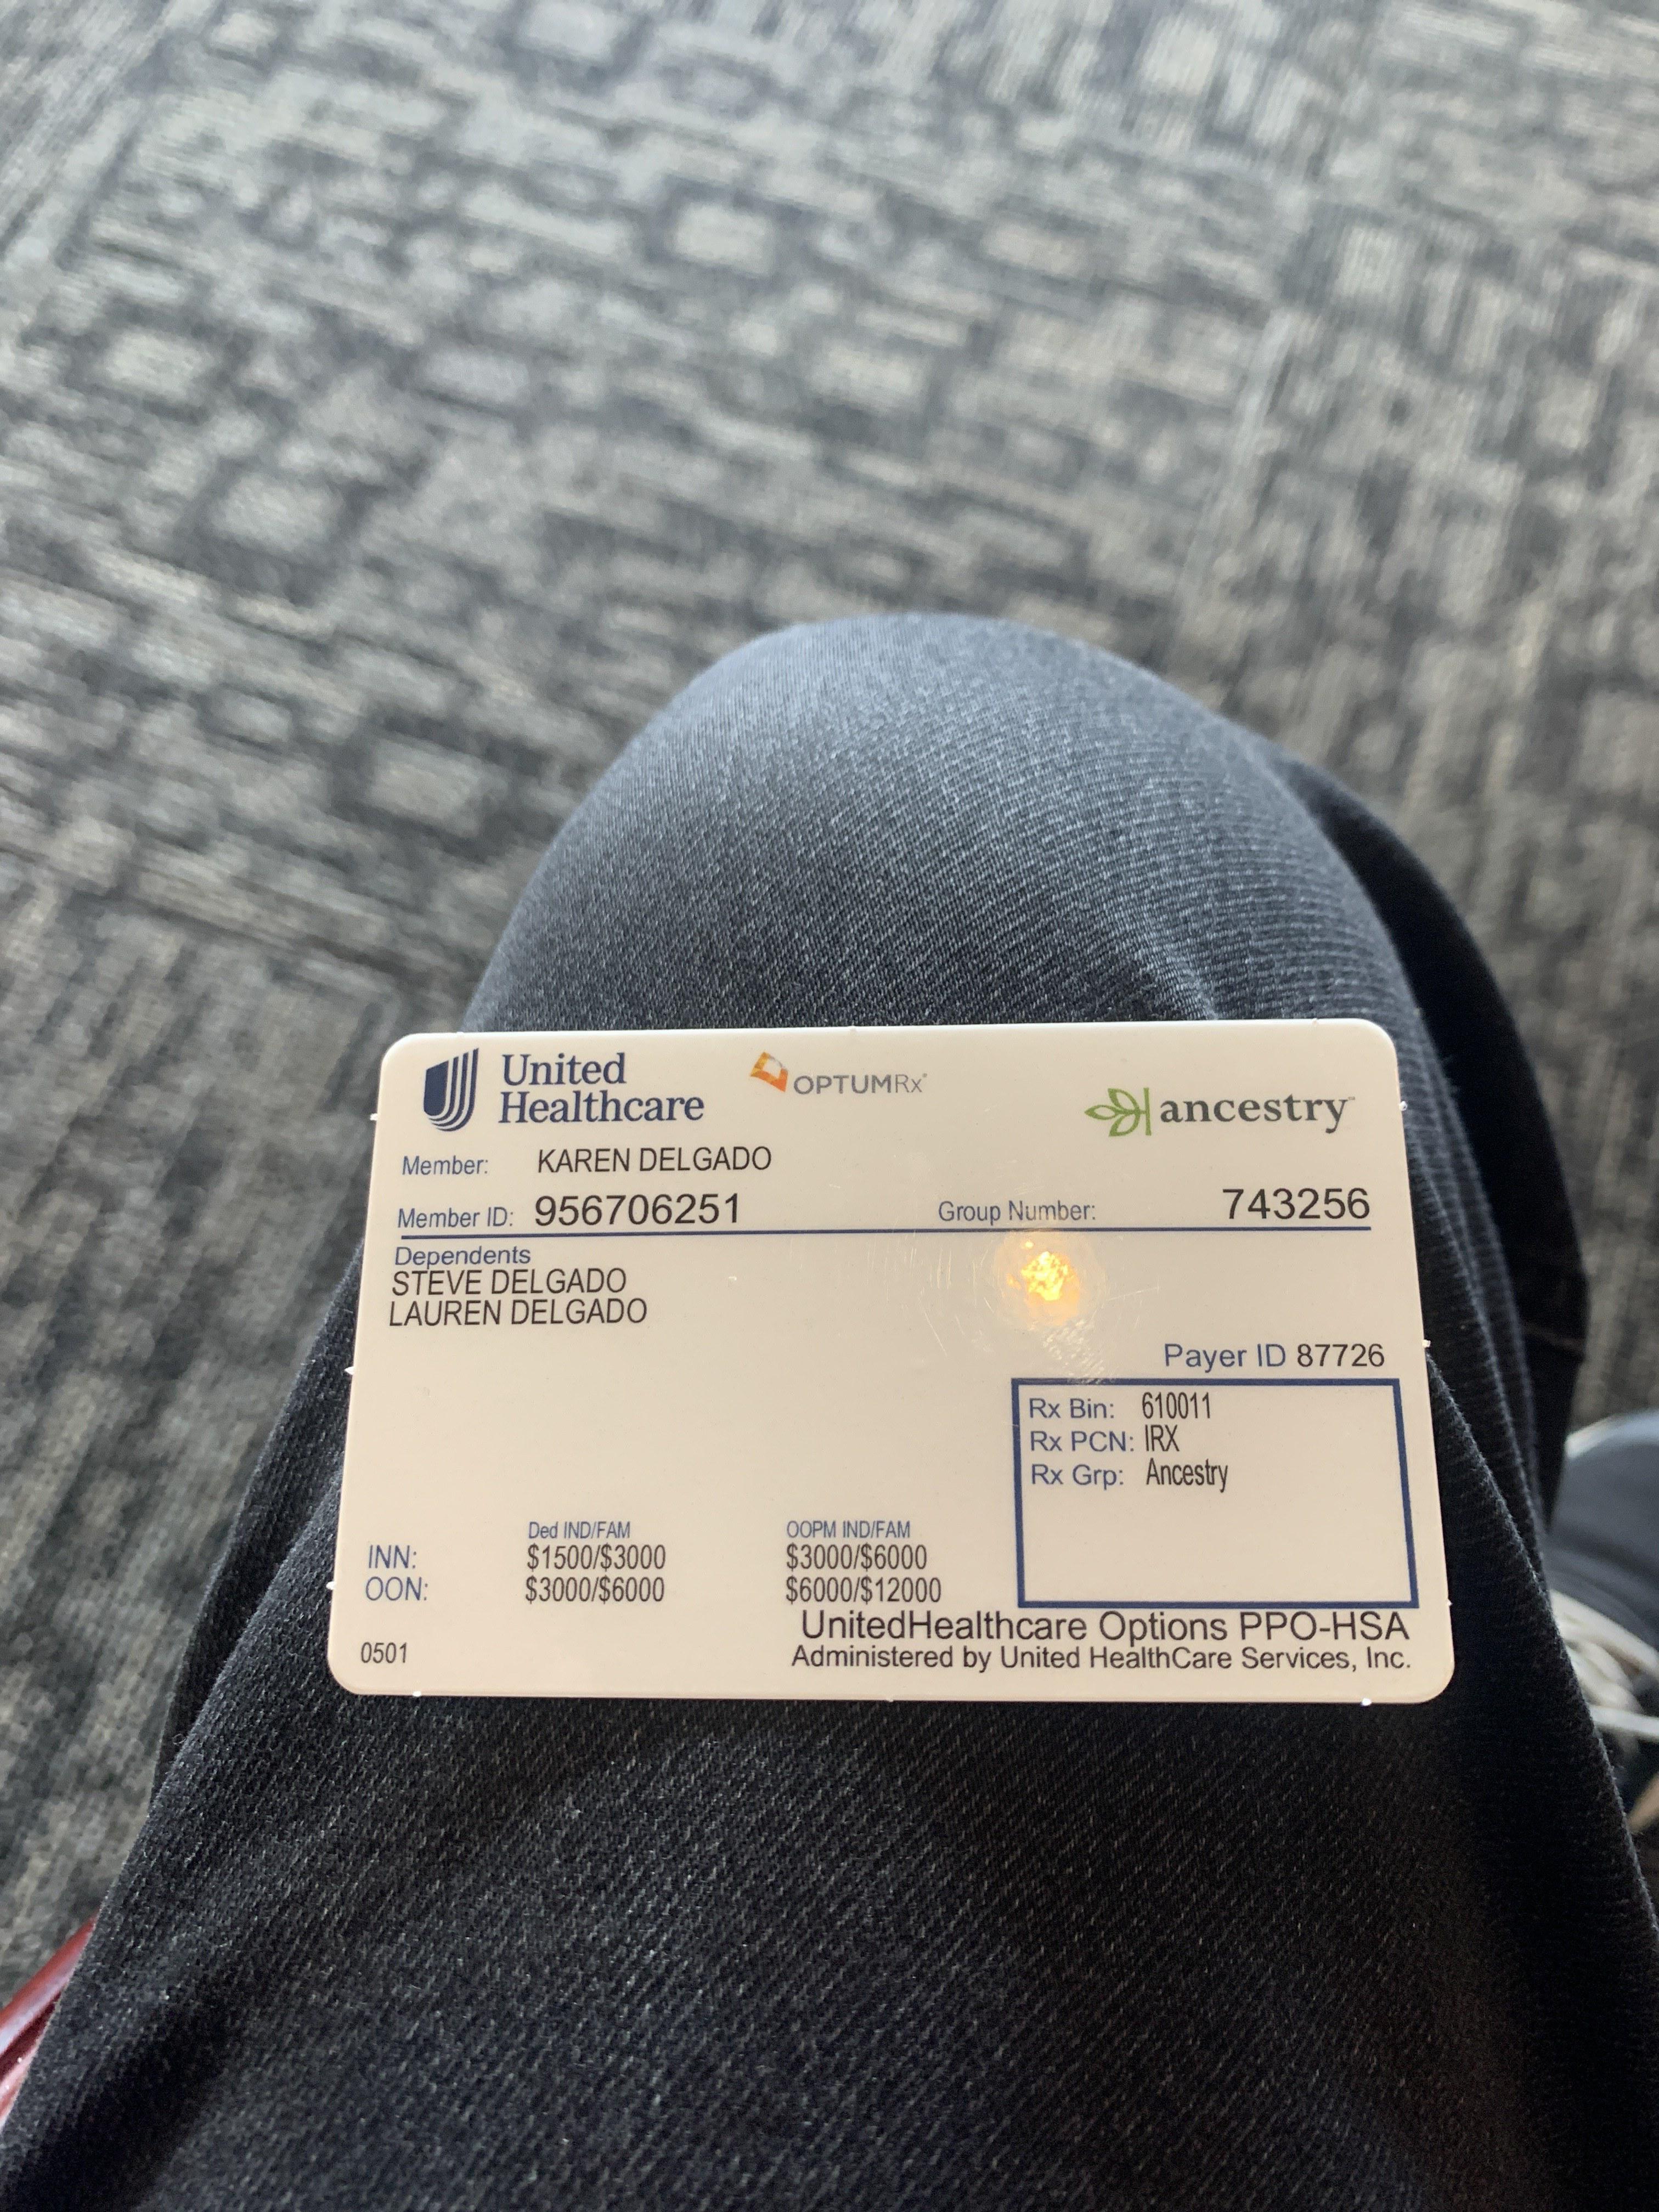 United
Healthcare
OPTUMRx®
ancestry™
Member: KAREN DELGADO
Member ID: 956706251 Group Number: 743256
Dependents
STEVE DELGADO
LAUREN DELGADO
Payer ID 87726
Rx Bin: 610011
Rx PCN: IRX
Rx Grp: Ancestry
Ded IND/FAM OOPM IND/FAM
INN: $1500/$3000 $3000/$6000
OON: $3000/$6000 $6000/$12000
UnitedHealthcare Options PPO-HSA
0501 Administered by United HealthCare Services, Inc.